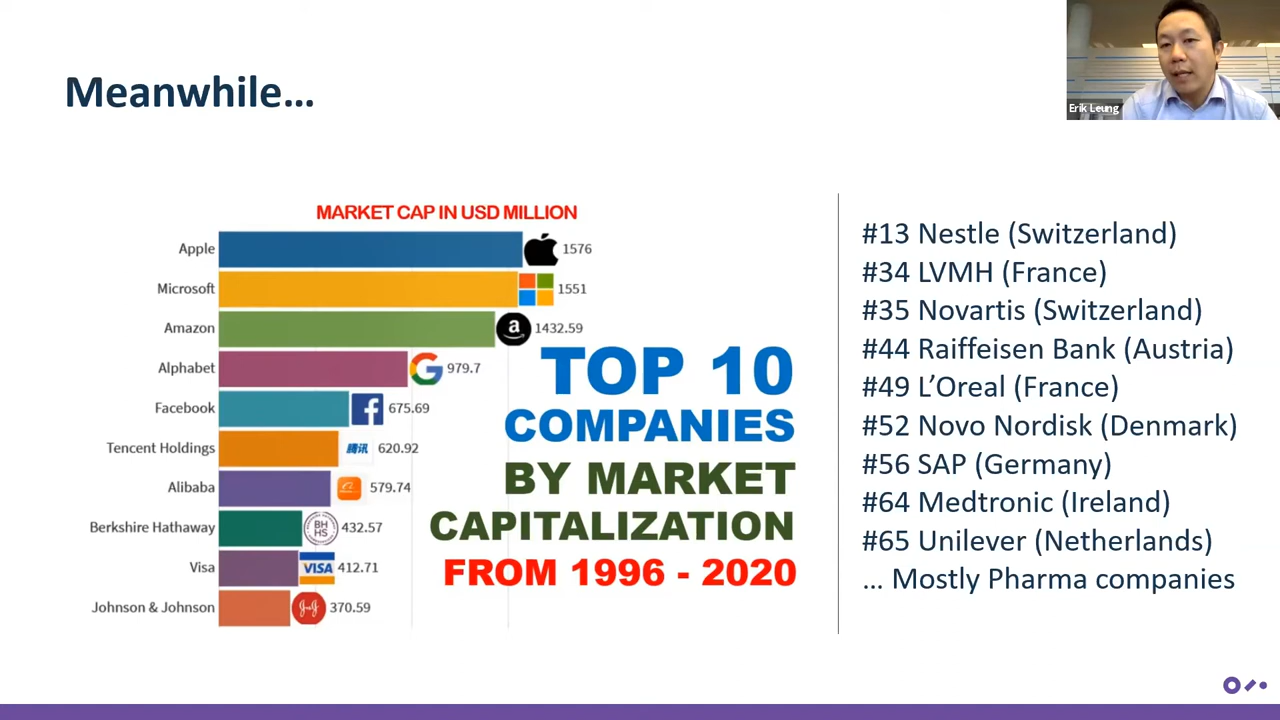 Meanwhile…
Erik Leung
MARKET CAP IN USD MILLION
Apple 1576
Microsoft 1551
Amazon a 1432.59
Alphabet G 979.7
Facebook f 675.69
Tencent Holdings 腾讯 620.92
Alibaba 579.74
Berkshire Hathaway BH HS 432.57
Visa VISA 412.71
Johnson & Johnson J&J 370.59
TOP 10
COMPANIES
BY MARKET
CAPITALIZATION
FROM 1996 - 2020
#13 Nestle (Switzerland)
#34 LVMH (France)
#35 Novartis (Switzerland)
#44 Raiffeisen Bank (Austria)
#49 L’Oreal (France)
#52 Novo Nordisk (Denmark)
#56 SAP (Germany)
#64 Medtronic (Ireland)
#65 Unilever (Netherlands)
… Mostly Pharma companies